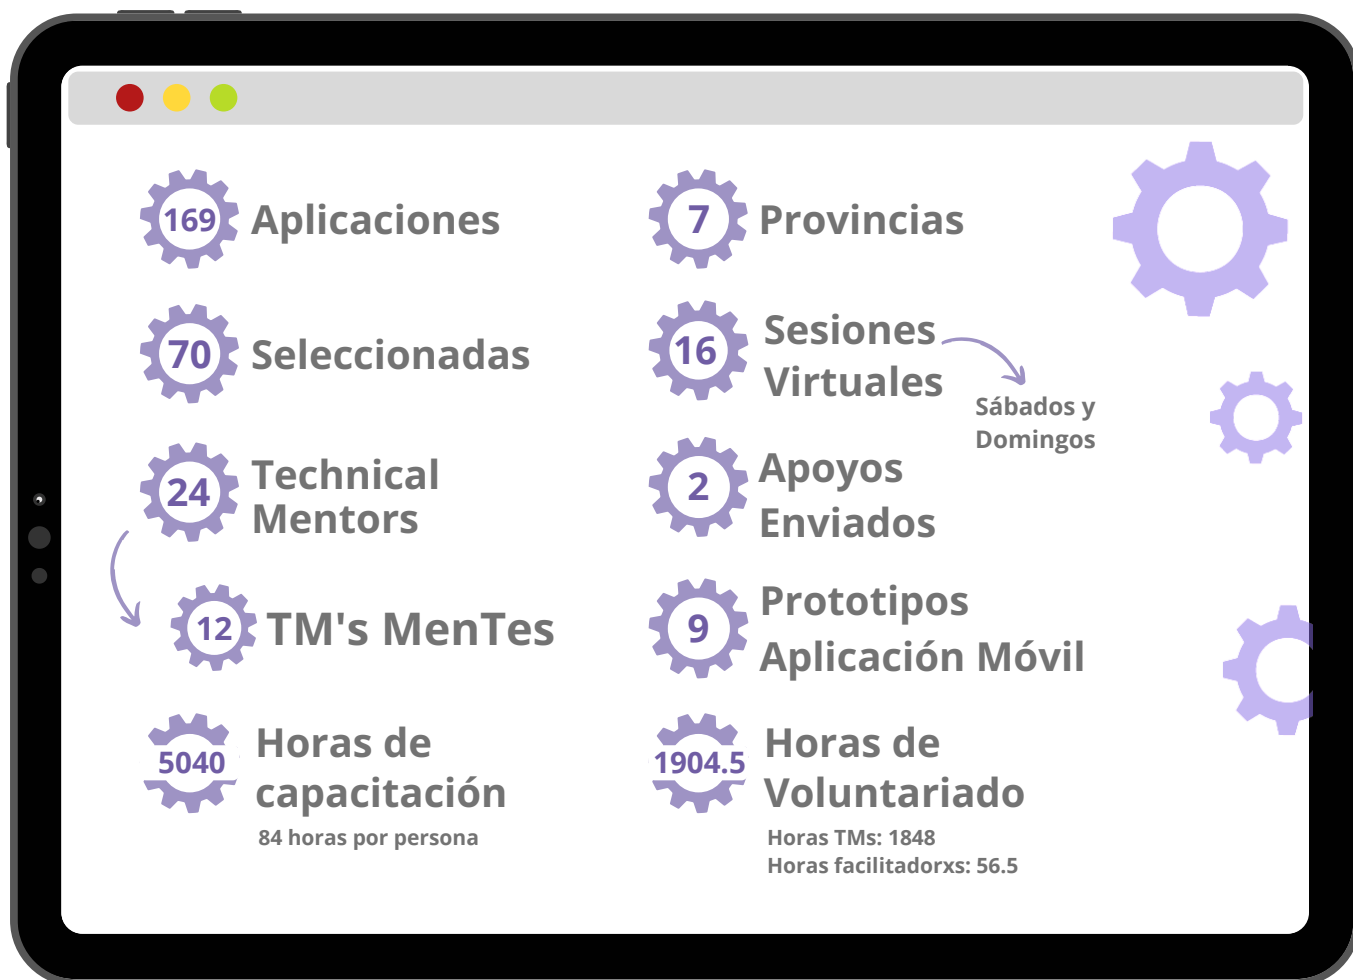 169 Aplicaciones
70 Seleccionadas
24 Technical
Mentors
12 TM's MenTes
5040 Horas de
capacitación
84 horas por persona
7 Provincias
16 Sesiones
Virtuales
Sábados y
Domingos
2 Apoyos
Enviados
9 Prototipos
Aplicación Móvil
1904.5 Horas de
Voluntariado
Horas TMs: 1848
Horas facilitadorxs: 56.5